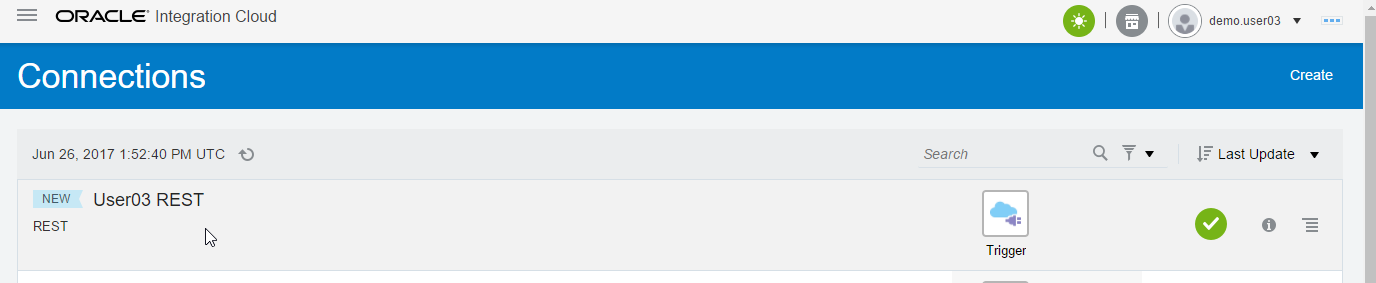 ORACLE Integration Cloud
demo.user03
Connections
Create
Jun 26, 2017 1:52:40 PM UTC
Search
Last Update
NEW
User03 REST
REST
Trigger